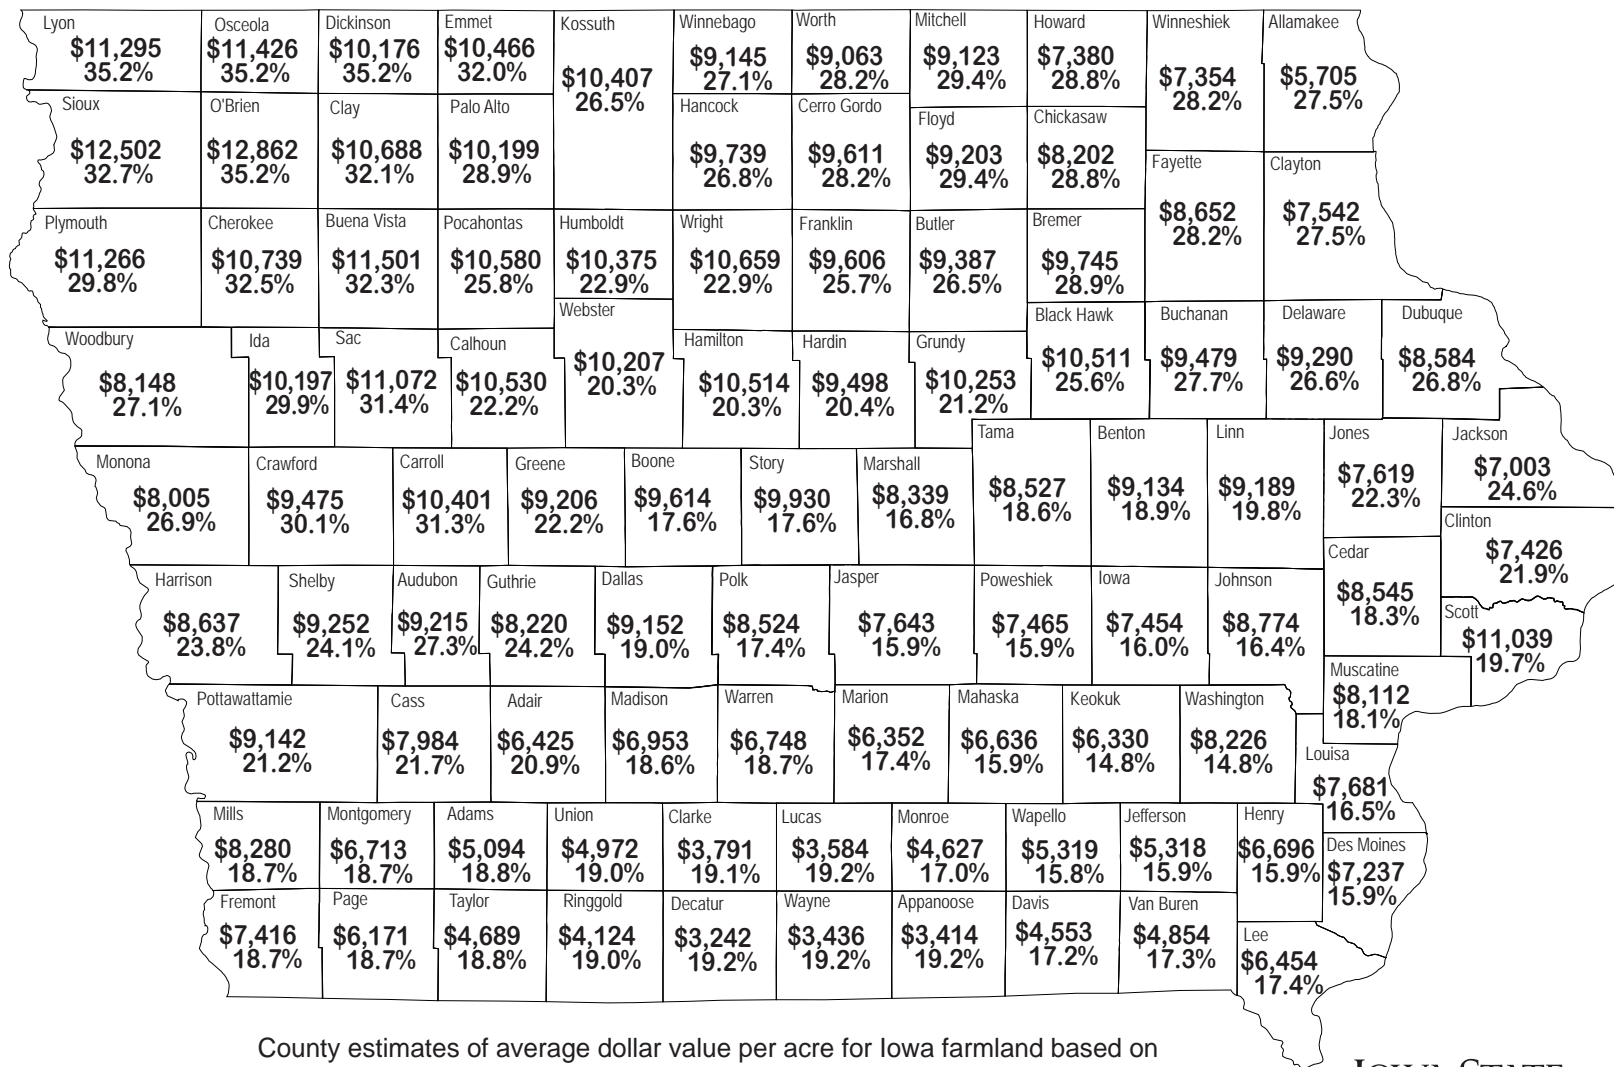 Lyon
$11,295
35.2%
Osceola
$11,426
35.2%
Dickinson
$10,176
35.2%
Emmet
$10,466
32.0%
Kossuth
$10,407
26.5%
Winnebago
$9,145
27.1%
Worth
$9,063
28.2%
Mitchell
$9,123
29.4%
Howard
$7,380
28.8%
Winneshiek
$7,354
28.2%
Allamakee
$5,705
27.5%
Sioux
$12,502
32.7%
O'Brien
$12,862
35.2%
Clay
$10,688
32.1%
Palo Alto
$10,199
28.9%
Hancock
$9,739
26.8%
Cerro Gordo
$9,611
28.2%
Floyd
$9,203
29.4%
Chickasaw
$8,202
28.8%
Fayette
$8,652
28.2%
Clayton
$7,542
27.5%
Plymouth
$11,266
29.8%
Cherokee
$10,739
32.5%
Buena Vista
$11,501
32.3%
Pocahontas
$10,580
25.8%
Humboldt
$10,375
22.9%
Wright
$10,659
22.9%
Franklin
$9,606
25.7%
Butler
$9,387
26.5%
Bremer
$9,745
28.9%
Woodbury
$8,148
27.1%
Ida
$10,197
29.9%
Sac
$11,072
31.4%
Calhoun
$10,530
22.2%
Webster
$10,207
20.3%
Hamilton
$10,514
20.3%
Hardin
$9,498
20.4%
Grundy
$10,253
21.2%
Black Hawk
$10,511
25.6%
Buchanan
$9,479
27.7%
Delaware
$9,290
26.6%
Dubuque
$8,584
26.8%
Monona
$8,005
26.9%
Crawford
$9,475
30.1%
Carroll
$10,401
31.3%
Greene
$9,206
22.2%
Boone
$9,614
17.6%
Story
$9,930
17.6%
Marshall
$8,339
16.8%
Tama
$8,527
18.6%
Benton
$9,134
18.9%
Linn
$9,189
19.8%
Jones
$7,619
22.3%
Jackson
$7,003
24.6%
Clinton
$7,426
21.9%
Cedar
$8,545
18.3%
Scott
$11,039
19.7%
Harrison
$8,637
23.8%
Shelby
$9,252
24.1%
Audubon
$9,215
27.3%
Guthrie
$8,220
24.2%
Dallas
$9,152
19.0%
Polk
$8,524
17.4%
Jasper
$7,643
15.9%
Poweshiek
$7,465
15.9%
Iowa
$7,454
16.0%
Johnson
$8,774
16.4%
Muscatine
$8,112
18.1%
Pottawattamie
$9,142
21.2%
Cass
$7,984
21.7%
Adair
$6,425
20.9%
Madison
$6,953
18.6%
Warren
$6,748
18.7%
Marion
$6,352
17.4%
Mahaska
$6,636
15.9%
Keokuk
$6,330
14.8%
Washington
$8,226
14.8%
Louisa
$7,681
16.5%
Mills
$8,280
18.7%
Montgomery
$6,713
18.7%
Adams
$5,094
18.8%
Union
$4,972
19.0%
Clarke
$3,791
19.1%
Lucas
$3,584
19.2%
Monroe
$4,627
17.0%
Wapello
$5,319
15.8%
Jefferson
$5,318
15.9%
Henry
$6,696
15.9%
Des Moines
$7,237
15.9%
Fremont
$7,416
18.7%
Page
$6,171
18.7%
Taylor
$4,689
18.8%
Ringgold
$4,124
19.0%
Decatur
$3,242
19.2%
Wayne
$3,436
19.2%
Appanoose
$3,414
19.2%
Davis
$4,553
17.2%
Van Buren
$4,854
17.3%
Lee
$6,454
17.4%
County estimates of average dollar value per acre for Iowa farmland based on
IOWA STATE